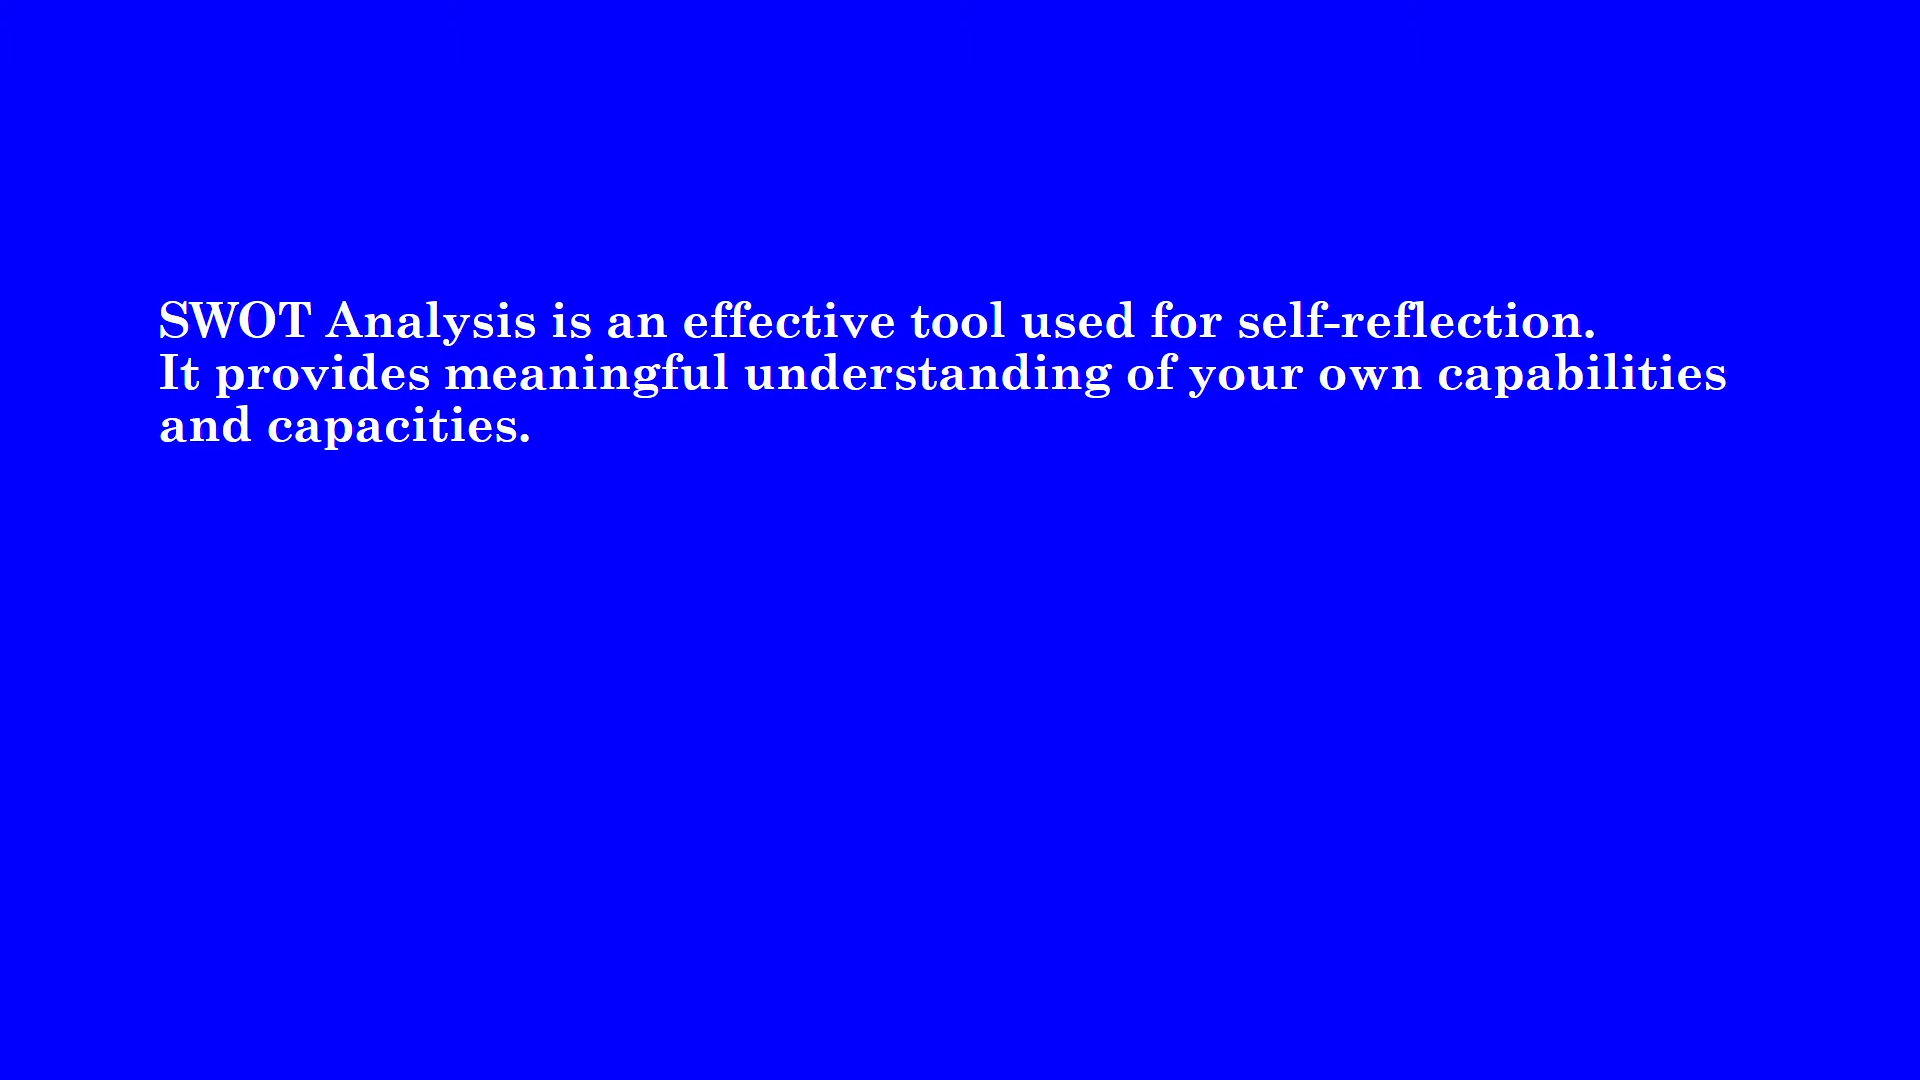 SWOT Analysis is an effective tool used for self-reflection.
It provides meaningful understanding of your own capabilities
and capacities.